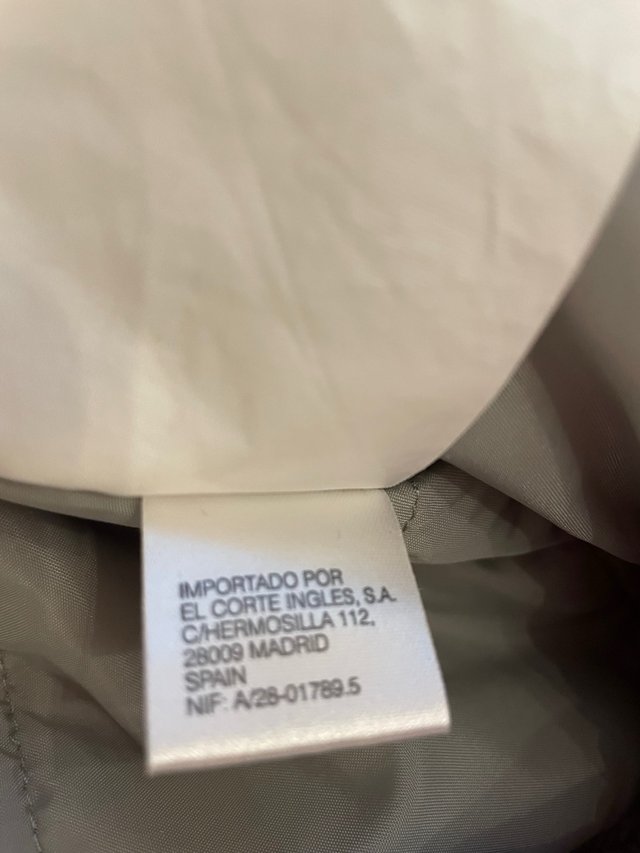 IMPORTADO POR
EL CORTE INGLES, S.A.
C/HERMOSILLA 112,
28009 MADRID
SPAIN
NIF: A/28-01789.5